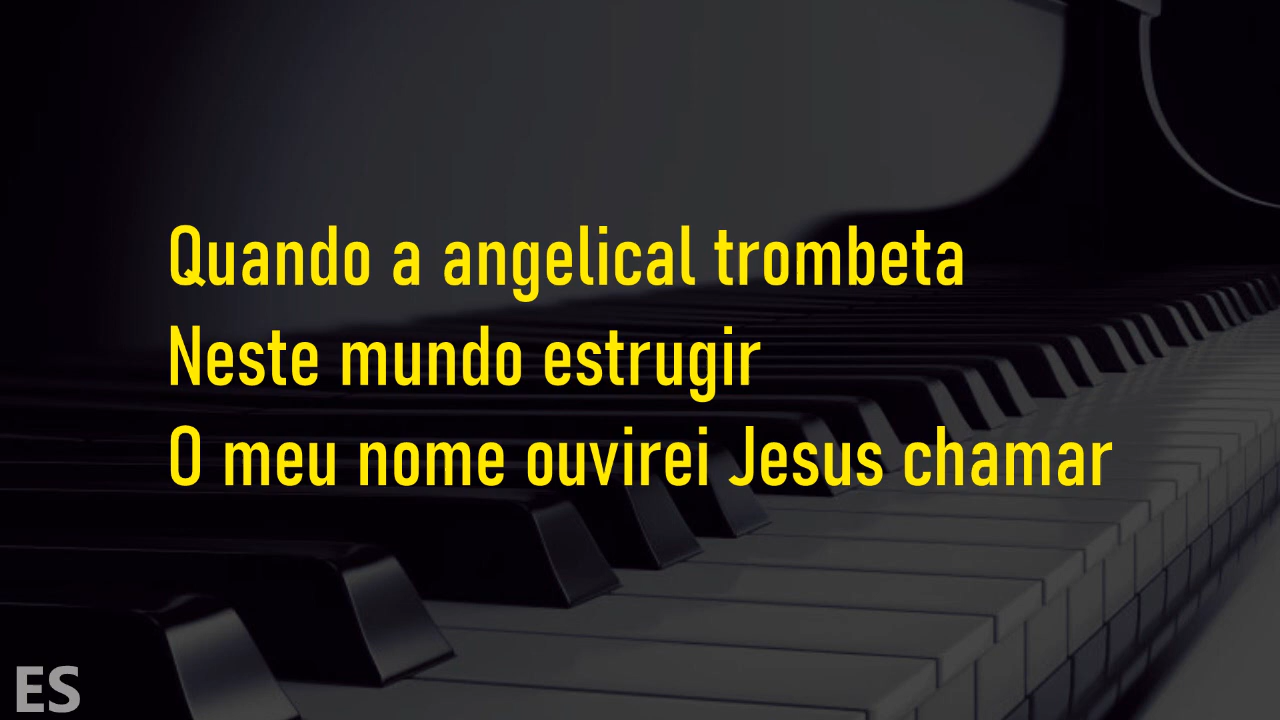 Quando a angelical trombeta
Neste mundo estrugir
O meu nome ouvirei Jesus chamar
ES